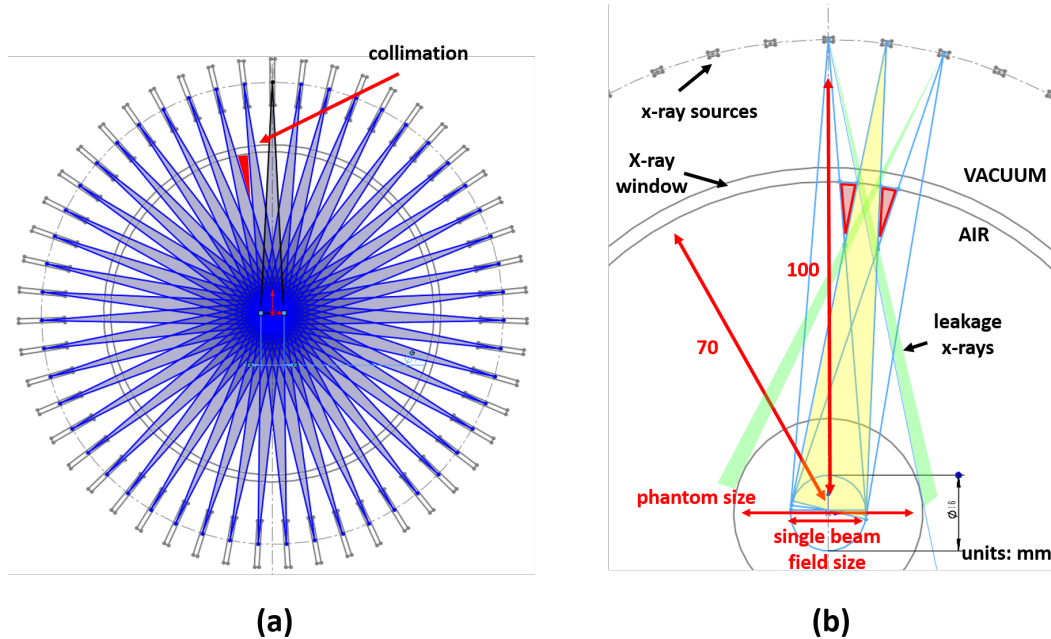 collimation
(a)
x-ray sources
X-ray
window
VACUUM
AIR
100
70
leakage
x-rays
phantom size
single beam
field size
units: mm
(b)